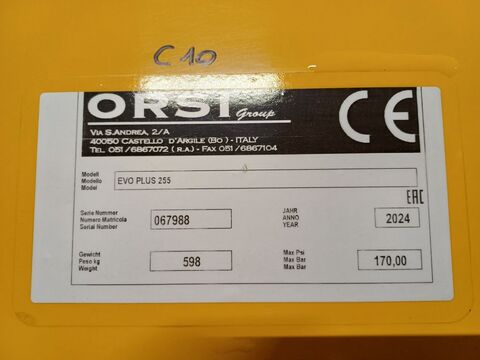 C10
ORSI Group
CE
VIA S.ANDREA, 2/A
40050 CASTELLO D'ARGILE (BO) - ITALY
TEL. 051/6867072 (R.A.) - FAX 051/6867104
Modell
Modello
Model
EVO PLUS 255
EAC
Serie Nummer
Numero Matricola
Serial Number
067988
JAHR
ANNO
YEAR
2024
Gewicht
Peso kg
Weight
598
Max Psi
Max Bar
Max Bar
170,00